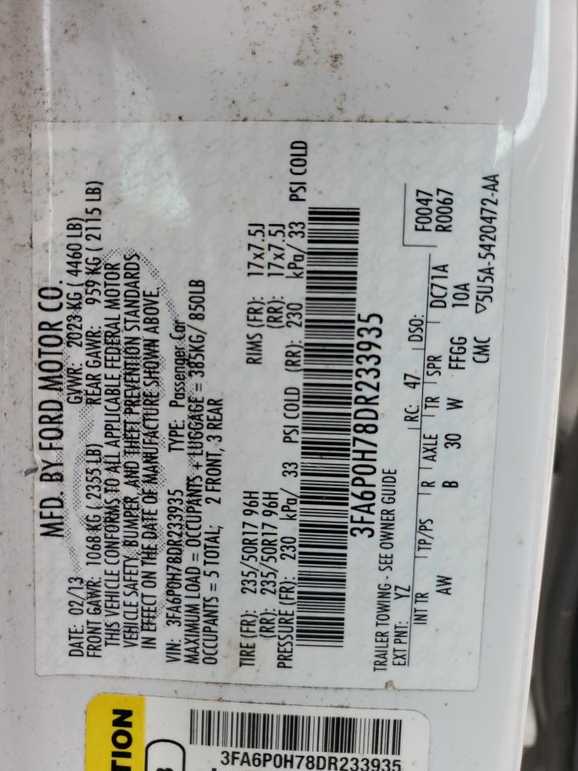 MFD. BY FORD MOTOR CO.
DATE: 02/13 GVWR: 2023 KG ( 4460 LB)
FRONT GAWR: 1068 KG ( 2355 LB) REAR GAWR: 959 KG ( 2115 LB)
THIS VEHICLE CONFORMS TO ALL APPLICABLE FEDERAL MOTOR
VEHICLE SAFETY, BUMPER, AND THEFT PREVENTION STANDARDS
IN EFFECT ON THE DATE OF MANUFACTURE SHOWN ABOVE.
VIN: 3FA6P0H78DR233935 TYPE: Passenger Car
MAXIMUM LOAD = OCCUPANTS + LUGGAGE = 385KG/ 850LB
OCCUPANTS = 5 TOTAL; 2 FRONT, 3 REAR
TIRE (FR): 235/50R17 96H RIMS (FR): 17x7.5J
(RR): 235/50R17 96H (RR): 17x7.5J
PRESSURE (FR): 230 kPa/ 33 PSI COLD (RR): 230 kPa/ 33 PSI COLD
3FA6P0H78DR233935
TRAILER TOWING - SEE OWNER GUIDE
EXT PNT: YZ RC: 47 DSO: F0047
R0067
INT TR TP/PS R AXLE TR SPR DC71A
AW B 30 W FFGG 10A
CMC ▽5U5A-5420472-AA
TION
3FA6P0H78DR233935